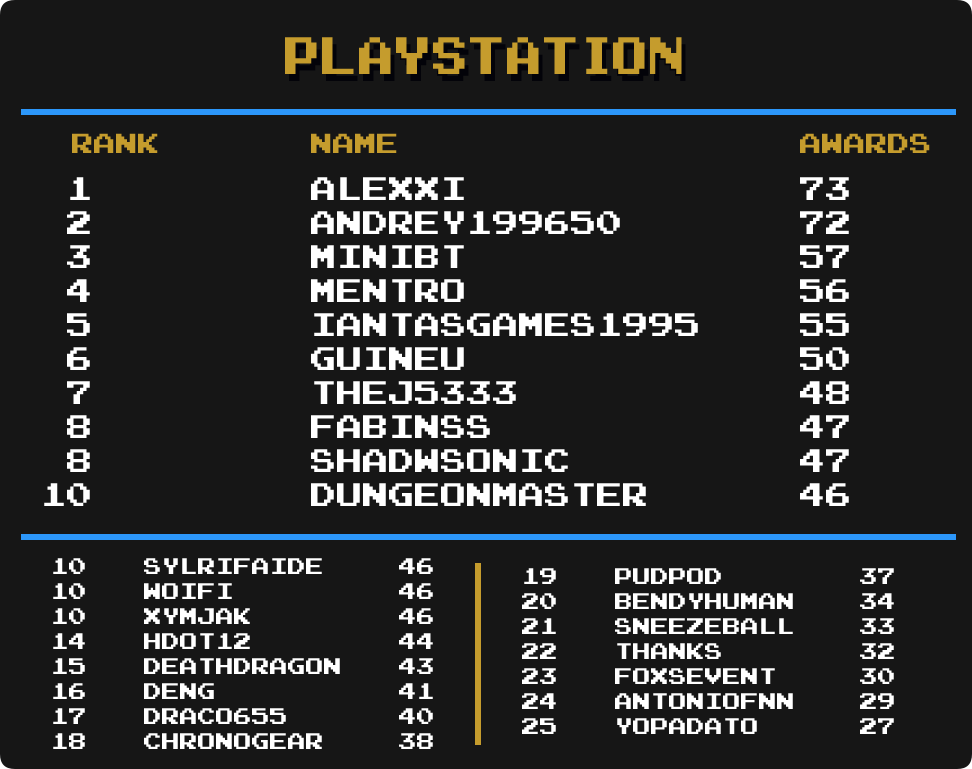 PLAYSTATION
RANK NAME AWARDS
1 ALEXXI 73
2 ANDREY199650 72
3 MINIBT 57
4 MENTRO 56
5 IANTASGAMES1995 55
6 GUINEU 50
7 THEJ5333 48
8 FABINSS 47
8 SHADWSONIC 47
10 DUNGEONMASTER 46
10 SYLRIFAIDE 46
10 WOIFI 46
10 XYMJAK 46
14 HDOT12 44
15 DEATHDRAGON 43
16 DENG 41
17 DRACO655 40
18 CHRONOGEAR 38
19 PUDPOD 37
20 BENDYHUMAN 34
21 SNEEZEBALL 33
22 THANKS 32
23 FOXSEVENT 30
24 ANTONIOFNN 29
25 YOPADATO 27